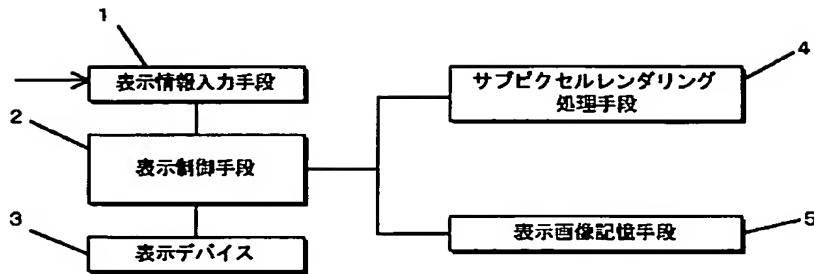 1
表示情報入力手段
2
表示制御手段
3
表示デバイス
4
サブピクセルレンダリング
処理手段
表示画像記憶手段
5